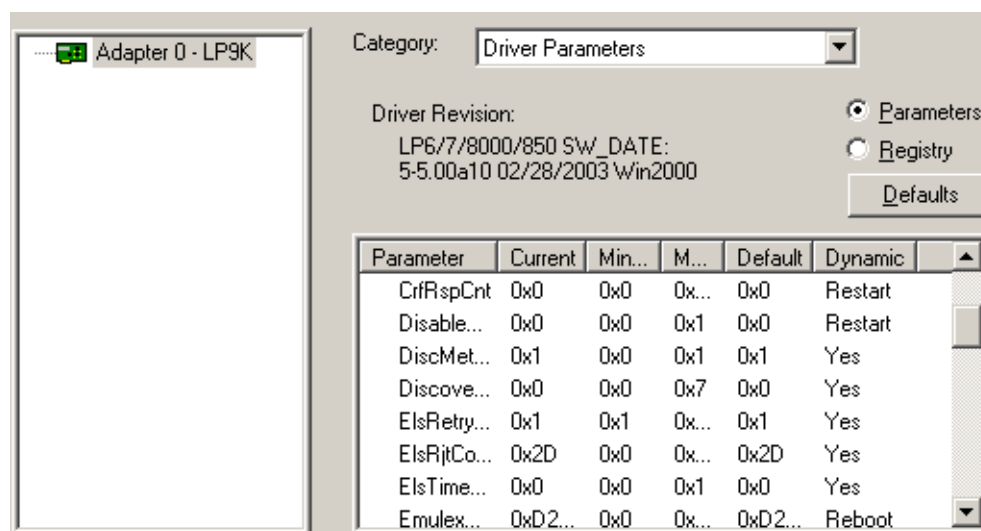 Adapter 0 - LP9K
Category: Driver Parameters
Driver Revision:
LP6/7/8000/850 SW_DATE:
5-5.00a10 02/28/2003 Win2000
Parameters
Registry
Defaults
Parameter Current Min... M... Default Dynamic
CrfRspCnt 0x0 0x0 0x... 0x0 Restart
Disable... 0x0 0x0 0x1 0x0 Restart
DiscMet... 0x1 0x0 0x1 0x1 Yes
Discove... 0x0 0x0 0x7 0x0 Yes
ElsRetry... 0x1 0x1 0x... 0x1 Yes
ElsRjtCo... 0x2D 0x0 0x... 0x2D Yes
ElsTime... 0x0 0x0 0x1 0x0 Yes
Emulex... 0xD2... 0x0 0x... 0xD2... Reboot